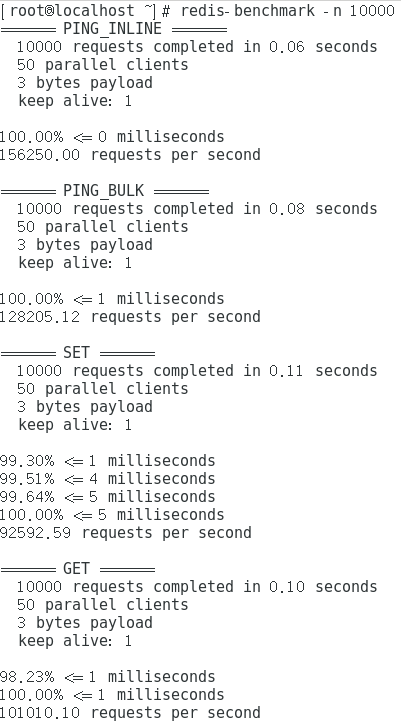 [root@localhost ~]# redis-benchmark -n 10000
====== PING_INLINE ======
10000 requests completed in 0.06 seconds
50 parallel clients
3 bytes payload
keep alive: 1
100.00% <= 0 milliseconds
156250.00 requests per second
====== PING_BULK ======
10000 requests completed in 0.08 seconds
50 parallel clients
3 bytes payload
keep alive: 1
100.00% <= 1 milliseconds
128205.12 requests per second
====== SET ======
10000 requests completed in 0.11 seconds
50 parallel clients
3 bytes payload
keep alive: 1
99.30% <= 1 milliseconds
99.51% <= 4 milliseconds
99.64% <= 5 milliseconds
100.00% <= 5 milliseconds
92592.59 requests per second
====== GET ======
10000 requests completed in 0.10 seconds
50 parallel clients
3 bytes payload
keep alive: 1
98.23% <= 1 milliseconds
100.00% <= 1 milliseconds
101010.10 requests per second